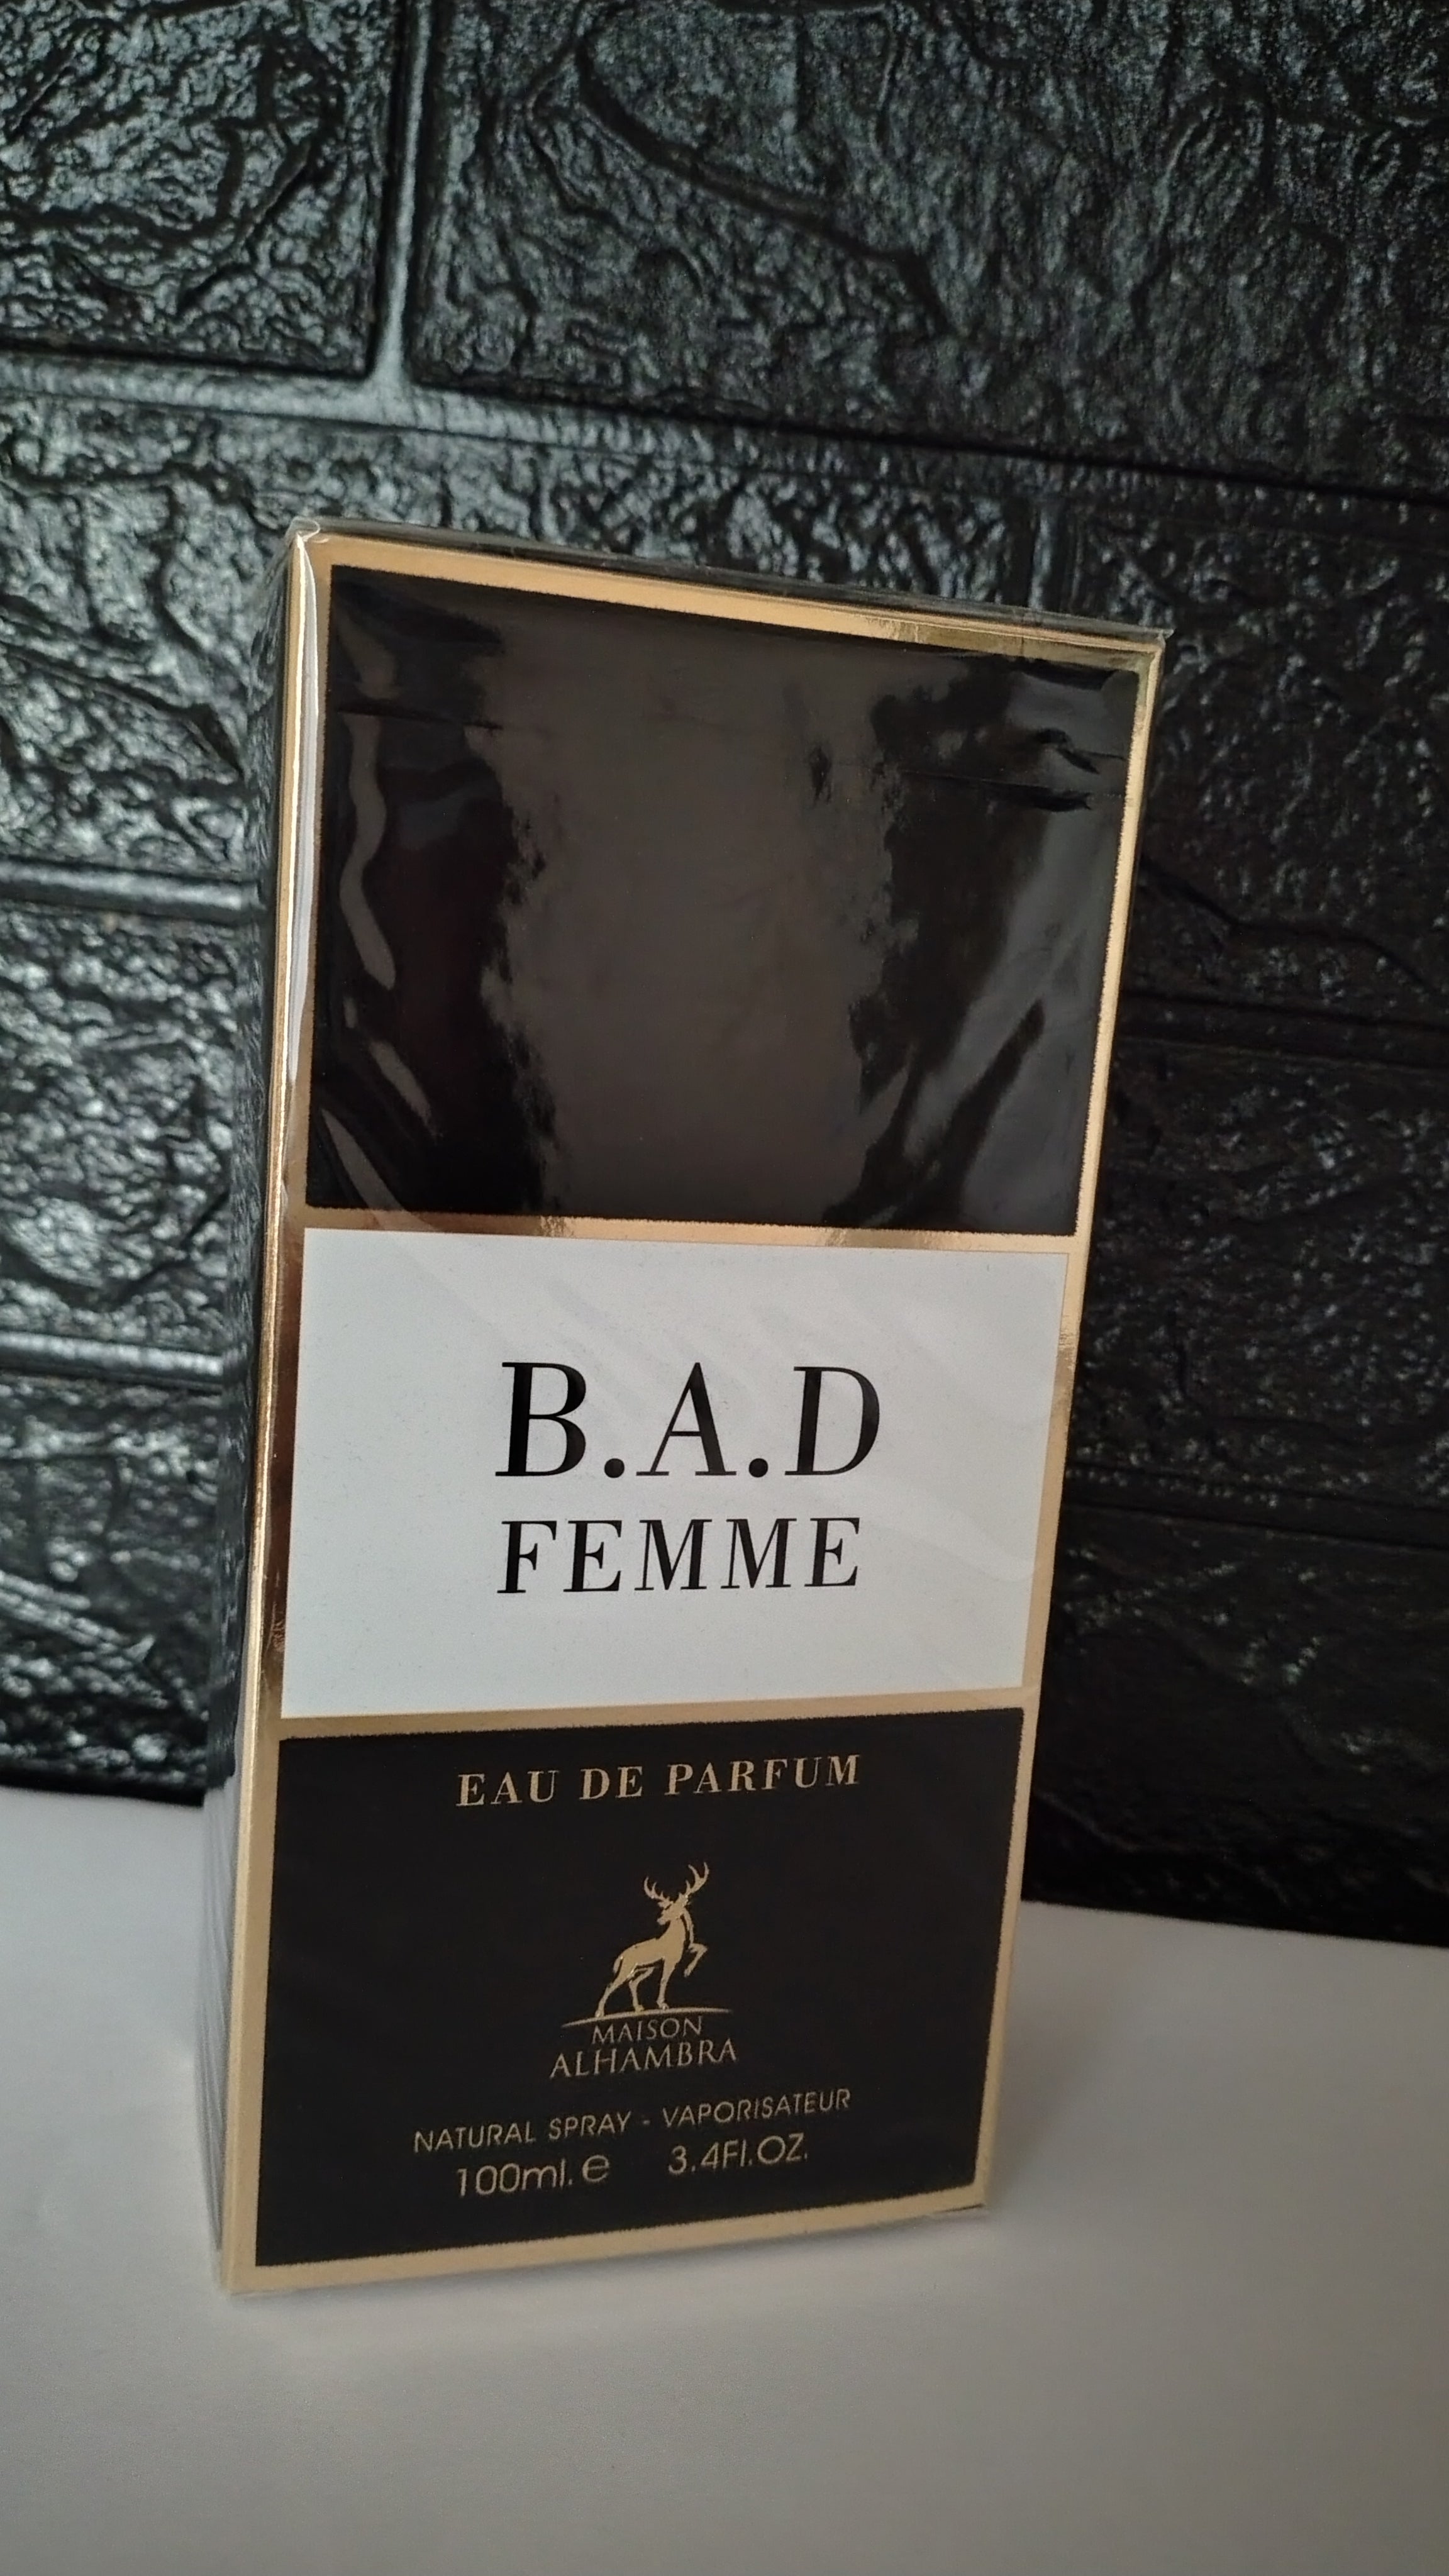 B.A.D
FEMME
EAU DE PARFUM
MAISON
ALHAMBRA
NATURAL SPRAY - VAPORISATEUR
100ml. e 3.4Fl.OZ.